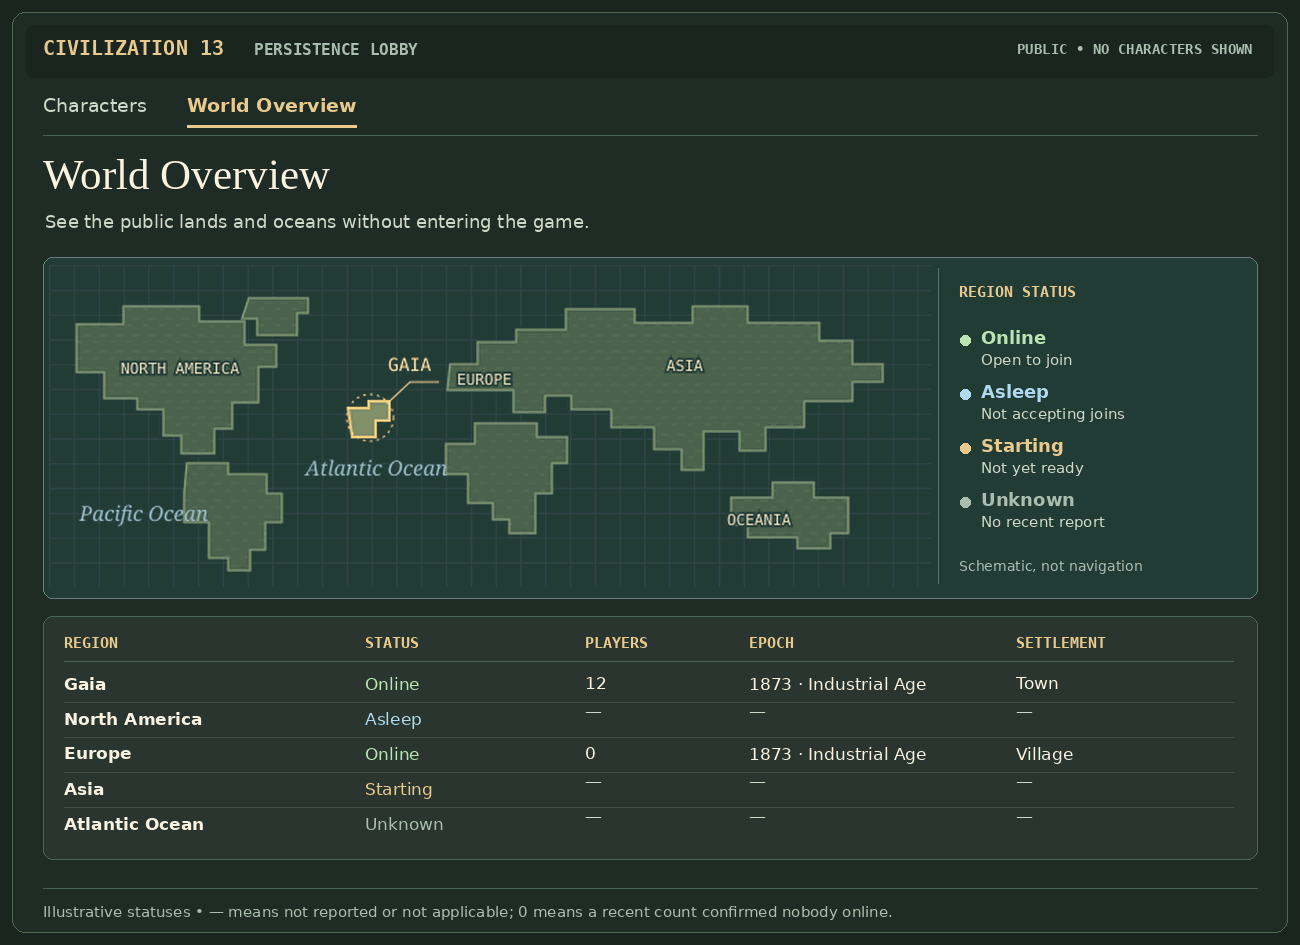 CIVILIZATION 13 PERSISTENCE LOBBY PUBLIC • NO CHARACTERS SHOWN
Characters World Overview
World Overview
See the public lands and oceans without entering the game.
NORTH AMERICA
GAIA
EUROPE
ASIA
Atlantic Ocean
Pacific Ocean
OCEANIA
REGION STATUS
Online
Open to join
Asleep
Not accepting joins
Starting
Not yet ready
Unknown
No recent report
Schematic, not navigation
REGION STATUS PLAYERS EPOCH SETTLEMENT
Gaia Online 12 1873 · Industrial Age Town
North America Asleep — — —
Europe Online 0 1873 · Industrial Age Village
Asia Starting — — —
Atlantic Ocean Unknown — — —
Illustrative statuses • — means not reported or not applicable; 0 means a recent count confirmed nobody online.